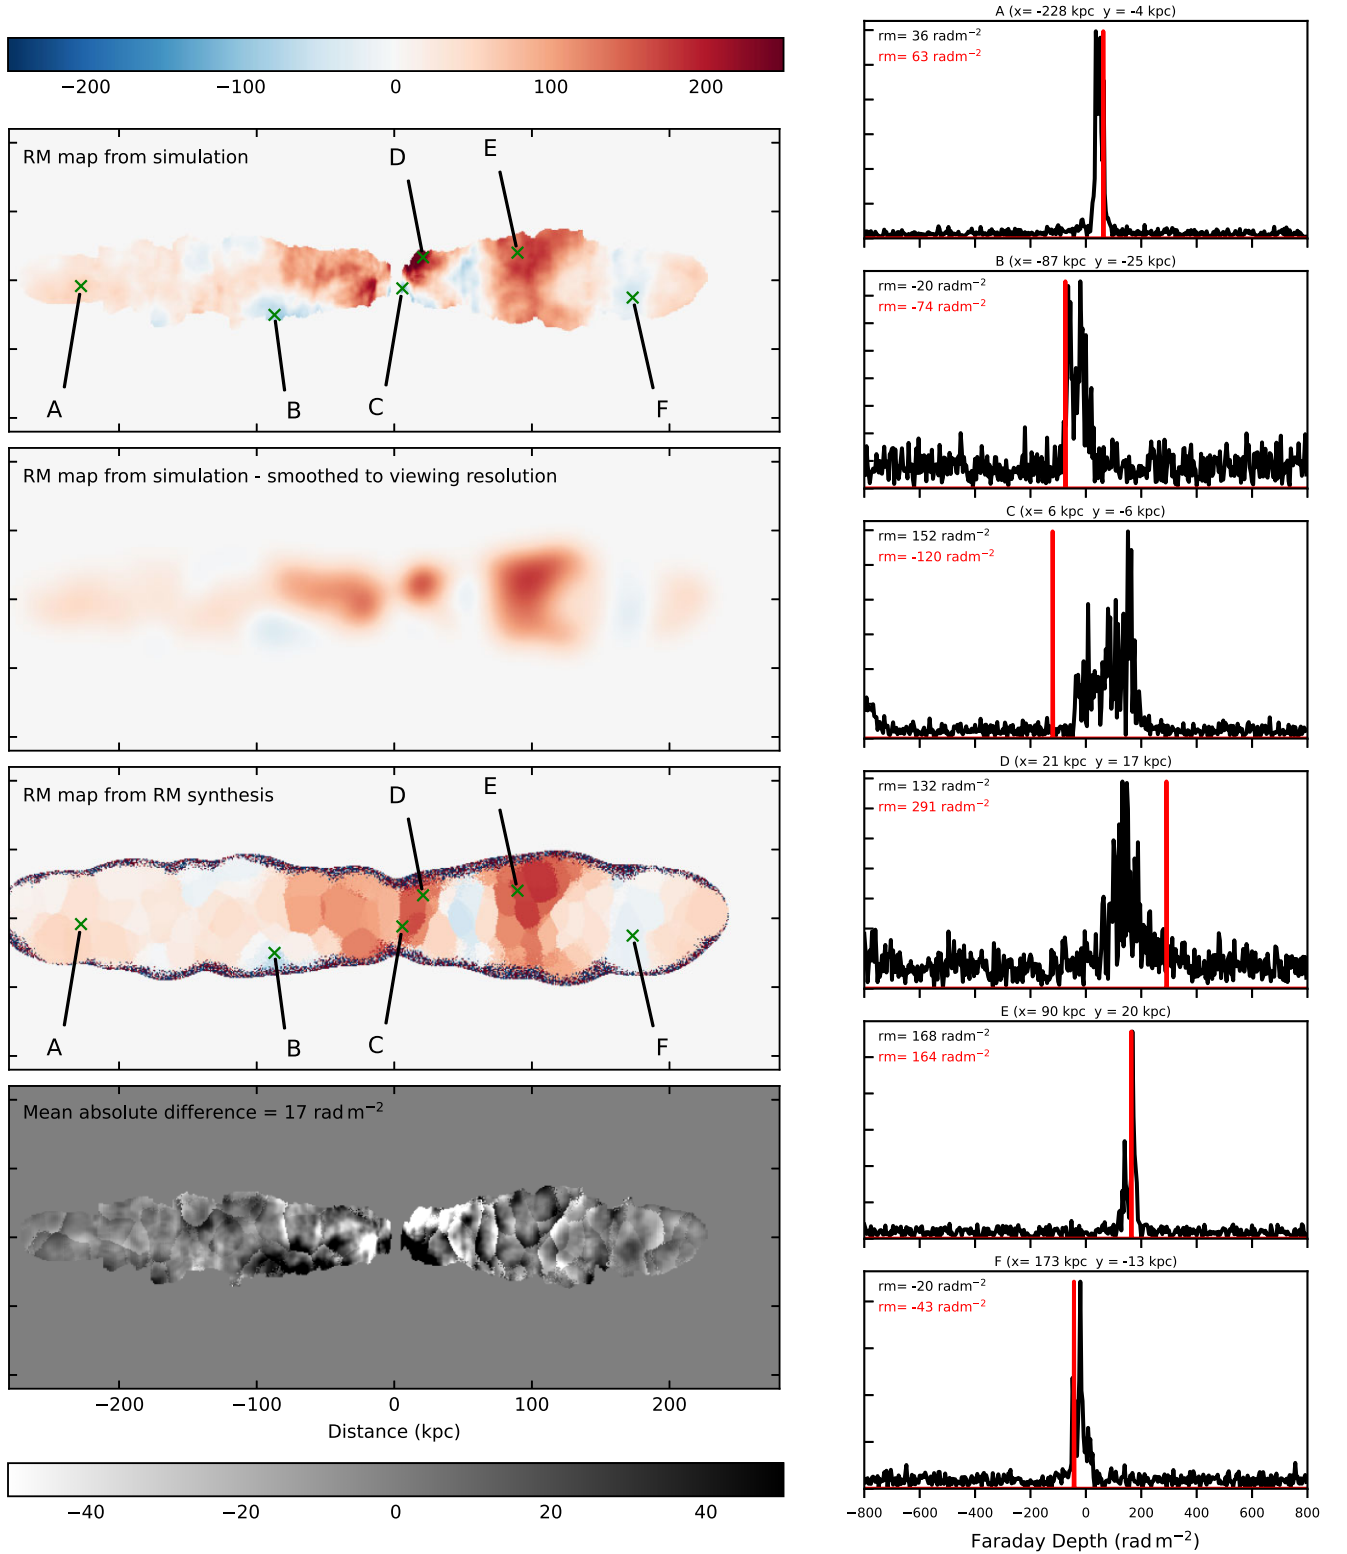 −200 −100 0 100 200
RM map from simulation
D
E
A
B
C
F
RM map from simulation - smoothed to viewing resolution
RM map from RM synthesis
D
E
A
B
C
F
Mean absolute difference = 17 rad m⁻²
−200 −100 0 100 200
Distance (kpc)
−40 −20 0 20 40
A (x= -228 kpc y = -4 kpc)
rm= 36 radm⁻²
rm= 63 radm⁻²
B (x= -87 kpc y = -25 kpc)
rm= -20 radm⁻²
rm= -74 radm⁻²
C (x= 6 kpc y = -6 kpc)
rm= 152 radm⁻²
rm= -120 radm⁻²
D (x= 21 kpc y = 17 kpc)
rm= 132 radm⁻²
rm= 291 radm⁻²
E (x= 90 kpc y = 20 kpc)
rm= 168 radm⁻²
rm= 164 radm⁻²
F (x= 173 kpc y = -13 kpc)
rm= -20 radm⁻²
rm= -43 radm⁻²
−800 −600 −400 −200 0 200 400 600 800
Faraday Depth (rad m⁻²)